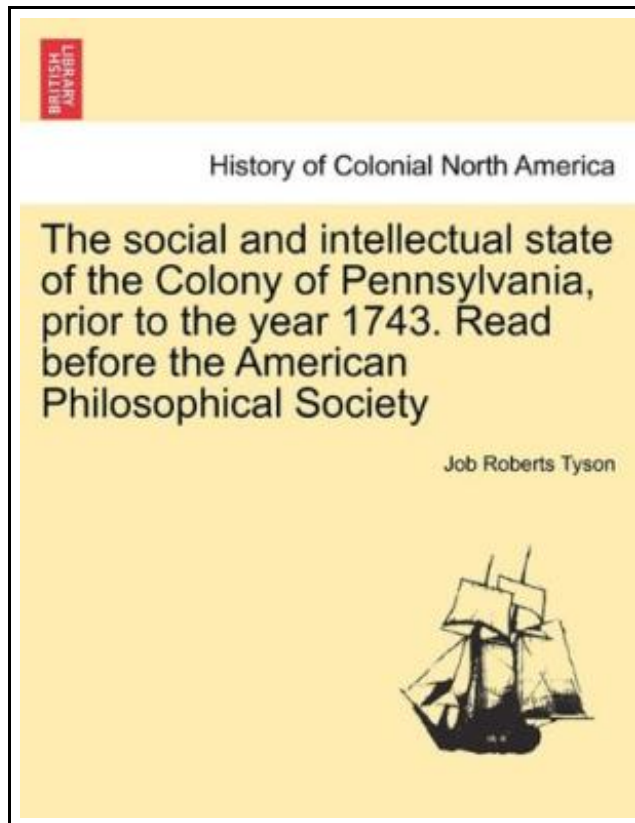 BRITISH
LIBRARY
History of Colonial North America
The social and intellectual state
of the Colony of Pennsylvania,
prior to the year 1743. Read
before the American
Philosophical Society
Job Roberts Tyson